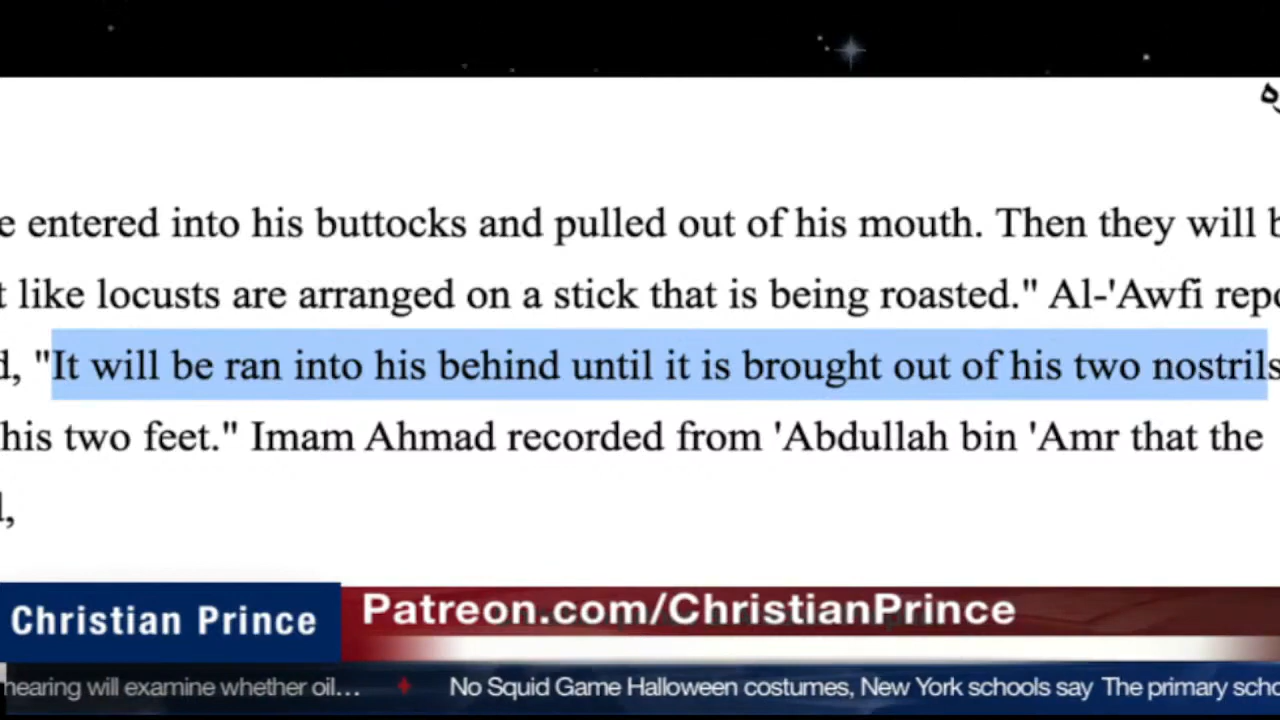 e entered into his buttocks and pulled out of his mouth. Then they will b
t like locusts are arranged on a stick that is being roasted." Al-'Awfi repo
d, "It will be ran into his behind until it is brought out of his two nostrils
his two feet." Imam Ahmad recorded from 'Abdullah bin 'Amr that the
d,
Christian Prince
Patreon.com/ChristianPrince
hearing will examine whether oil... No Squid Game Halloween costumes, New York schools say The primary scho